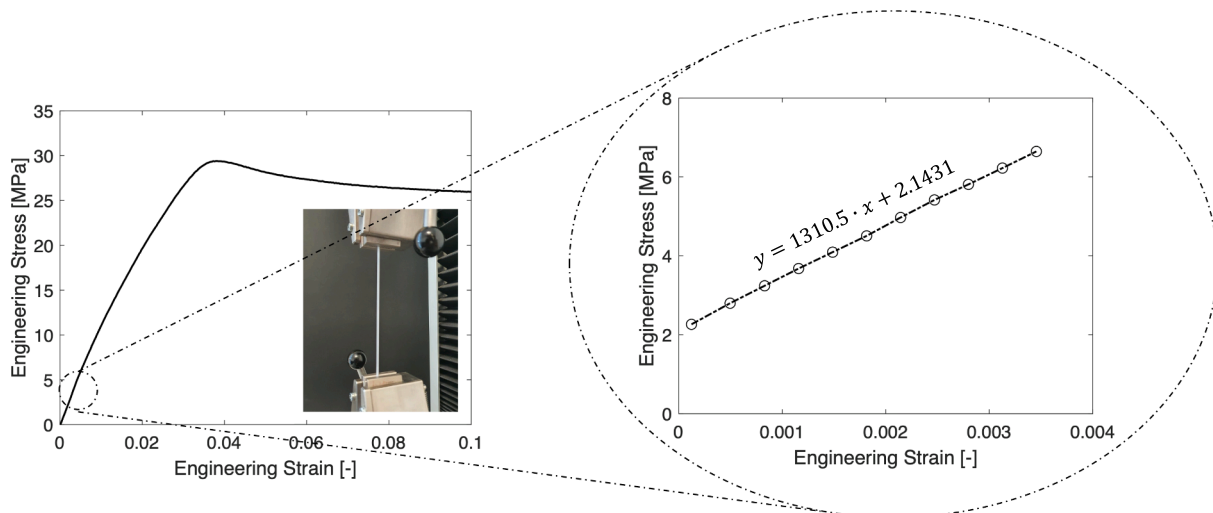 35
30
25
20
15
10
5
0
0 0.02 0.04 0.06 0.08 0.1
Engineering Stress [MPa]
Engineering Strain [-]
8
6
4
2
0
0 0.001 0.002 0.003 0.004
Engineering Stress [MPa]
Engineering Strain [-]
y = 1310.5 · x + 2.1431